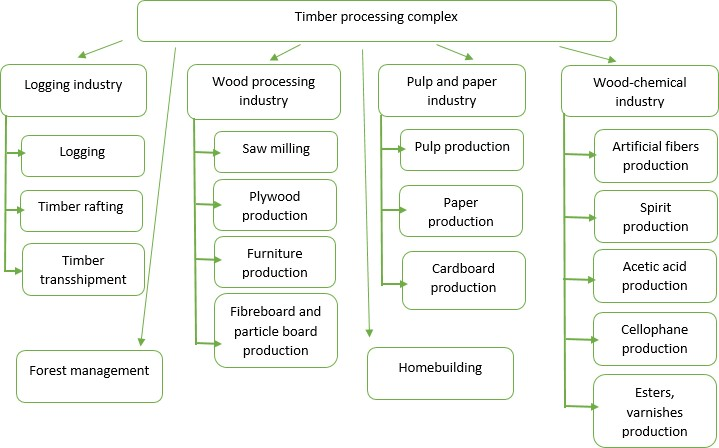 Timber processing complex
Logging industry
Logging
Timber rafting
Timber
transshipment
Forest management
Wood processing
industry
Saw milling
Plywood
production
Furniture
production
Fibreboard and
particle board
production
Pulp and paper
industry
Pulp production
Paper
production
Cardboard
production
Homebuilding
Wood-chemical
industry
Artificial fibers
production
Spirit
production
Acetic acid
production
Cellophane
production
Esters,
varnishes
production